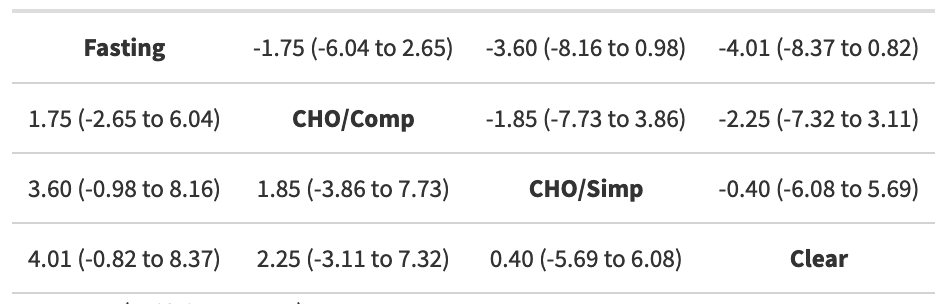 Fasting -1.75 (-6.04 to 2.65) -3.60 (-8.16 to 0.98) -4.01 (-8.37 to 0.82)
1.75 (-2.65 to 6.04) CHO/Comp -1.85 (-7.73 to 3.86) -2.25 (-7.32 to 3.11)
3.60 (-0.98 to 8.16) 1.85 (-3.86 to 7.73) CHO/Simp -0.40 (-6.08 to 5.69)
4.01 (-0.82 to 8.37) 2.25 (-3.11 to 7.32) 0.40 (-5.69 to 6.08) Clear